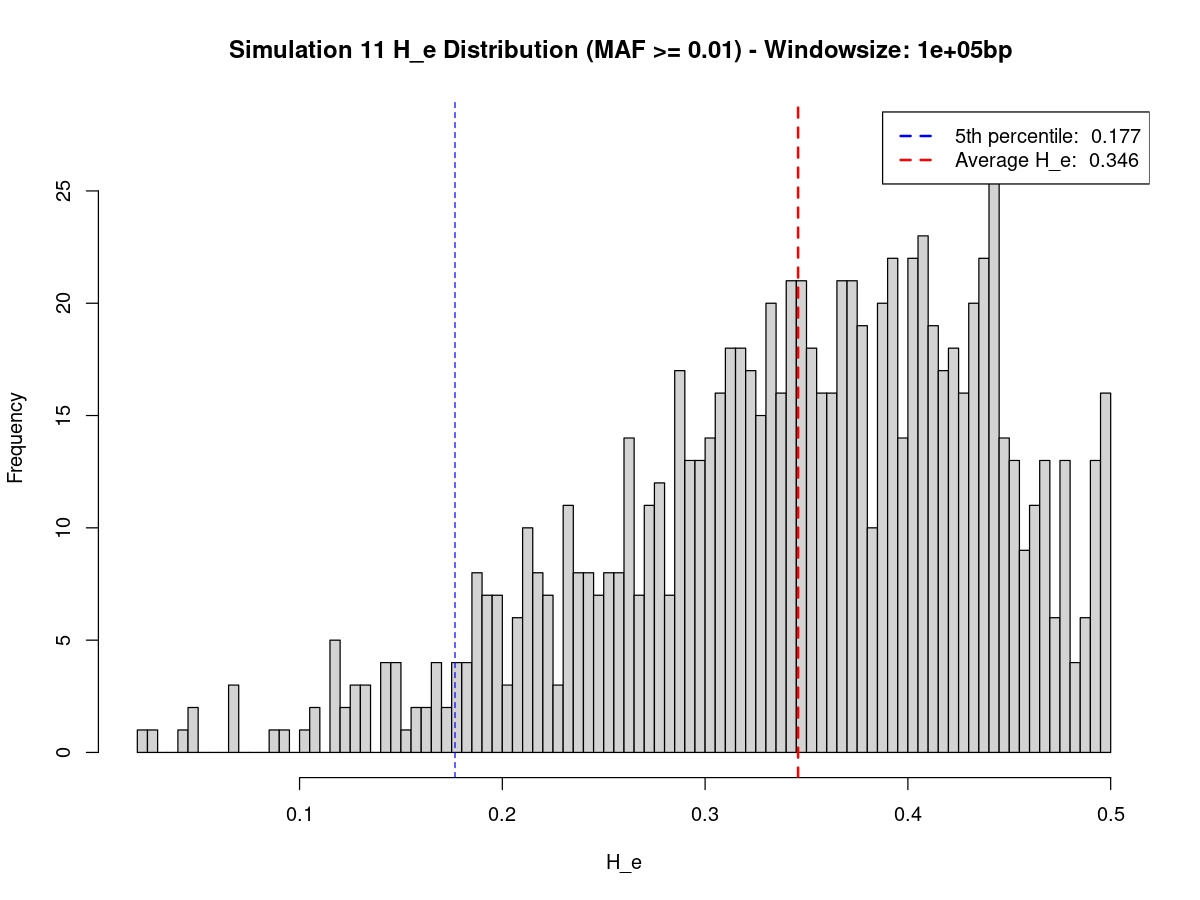 Simulation 11 H_e Distribution (MAF >= 0.01) - Windowsize: 1e+05bp
5th percentile: 0.177
Average H_e: 0.346
Frequency
25
20
15
10
5
0
0.1 0.2 0.3 0.4 0.5
H_e